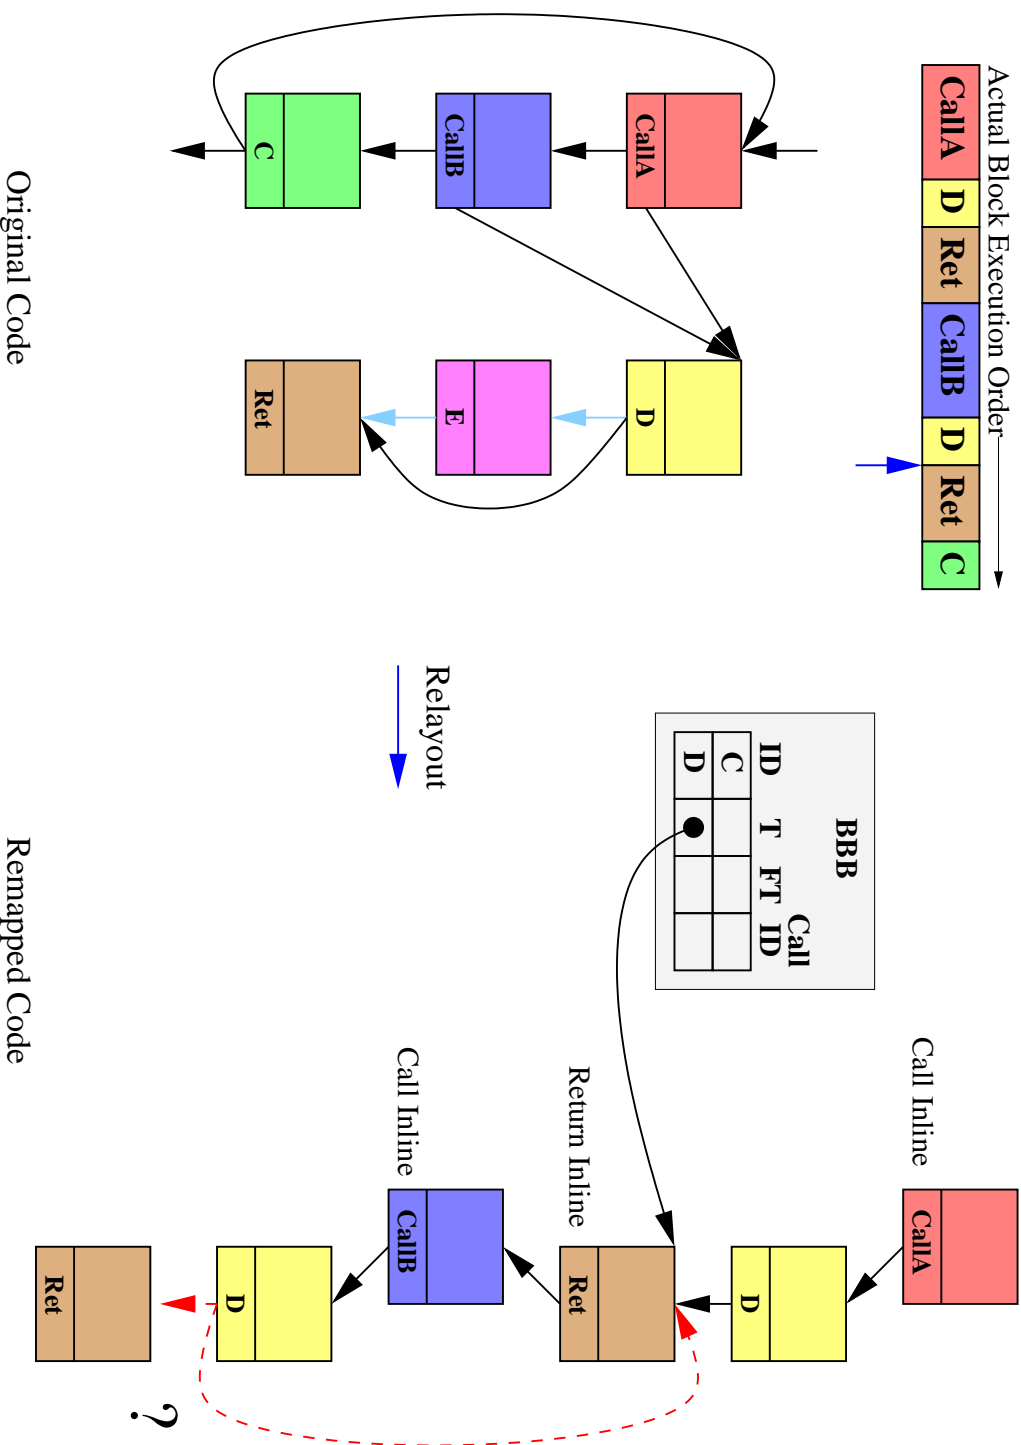 Actual Block Execution Order
CallA D Ret CallB D Ret C
CallA
CallB
C
D
E
Ret
Original Code
Relayout
BBB
Call
ID T FT ID
C
D
Call Inline
CallA
D
Return Inline
Ret
Call Inline
CallB
D
Ret
?
Remapped Code